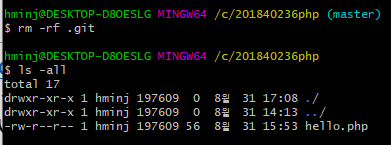 hminj@DESKTOP-D8OESLG MINGW64 /c/201840236php (master)
$ rm -rf .git
hminj@DESKTOP-D8OESLG MINGW64 /c/201840236php
$ ls -all
total 17
drwxr-xr-x 1 hminj 197609  0  8월  31 17:08 ./
drwxr-xr-x 1 hminj 197609  0  8월  31 14:13 ../
-rw-r--r-- 1 hminj 197609 56  8월  31 15:53 hello.php